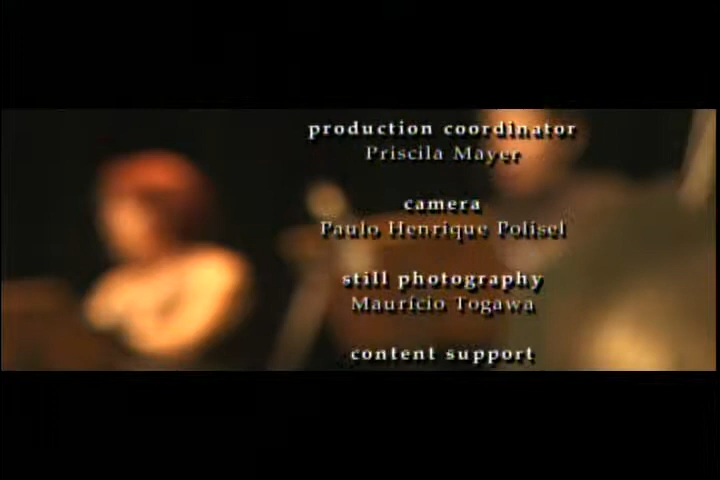 production coordinator
Priscila Mayer
camera
Paulo Henrique Polisel
still photography
Maurício Togawa
content support